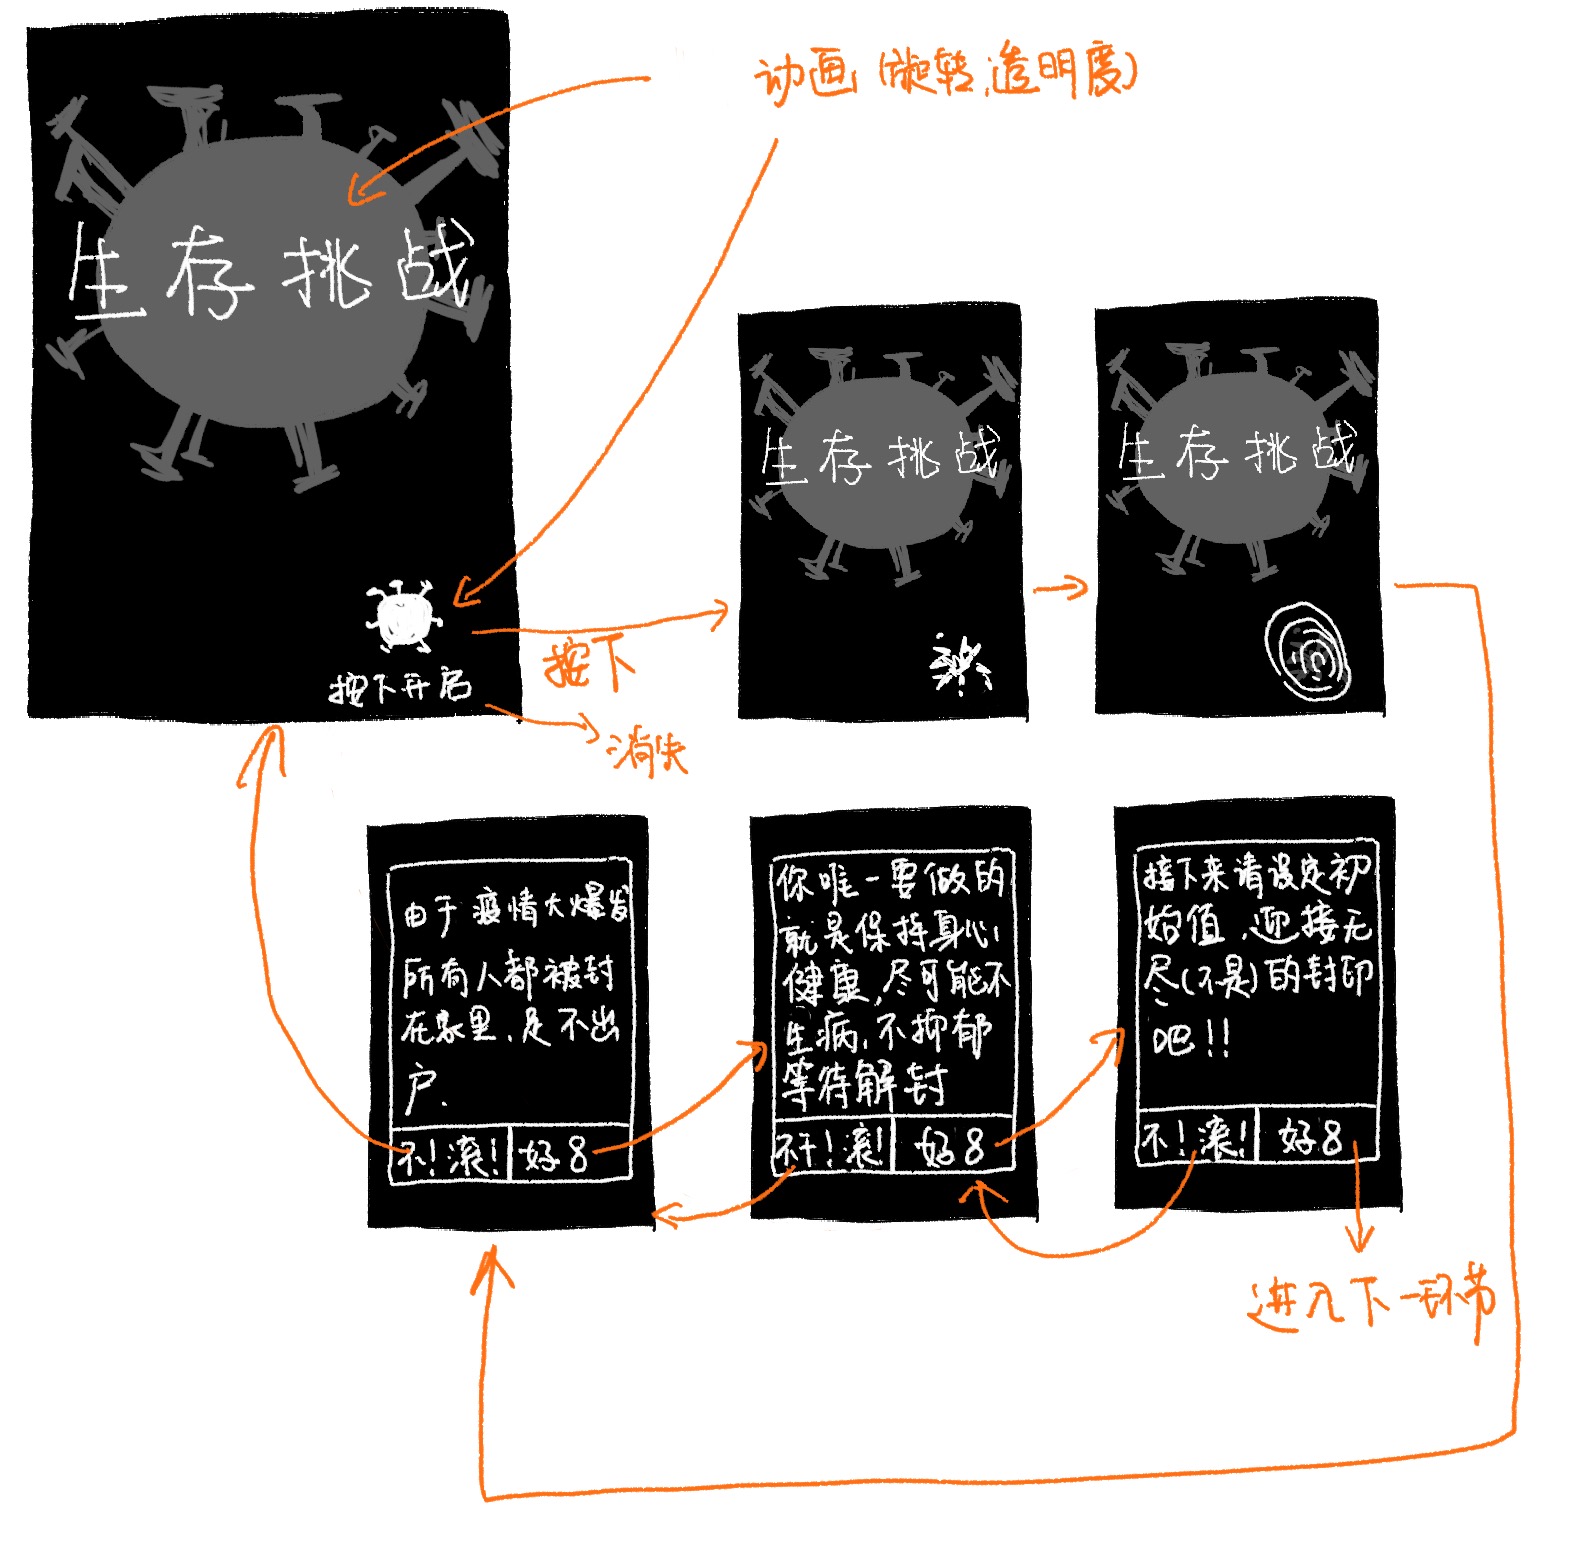 动画(旋转,透明度)
生存挑战
按下开启
按下
消失
生存挑战
生存挑战
由于疫情大爆发
所有人都被封
在家里,足不出
户.
不!滚!
好8
你唯一要做的
就是保持身心
健康,尽可能不
生病,不抑郁
等待解封
不!滚!
好8
接下来请设定初
始值,迎接无
尽(不是)的封印
吧!!
不!滚!
好8
进入下一环节